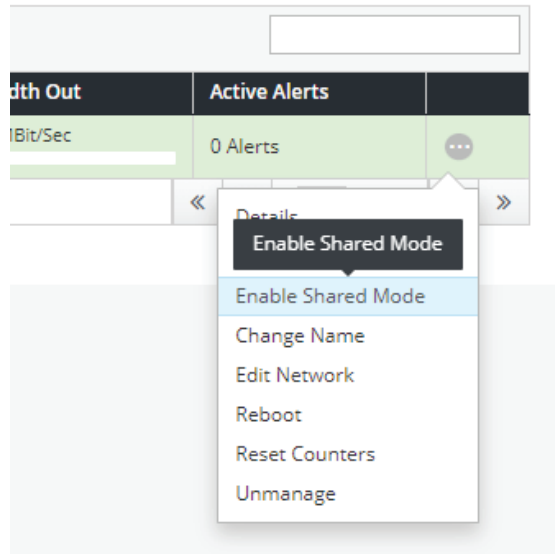 dth Out
Active Alerts
Bit/Sec
0 Alerts
Details
Enable Shared Mode
Enable Shared Mode
Change Name
Edit Network
Reboot
Reset Counters
Unmanage